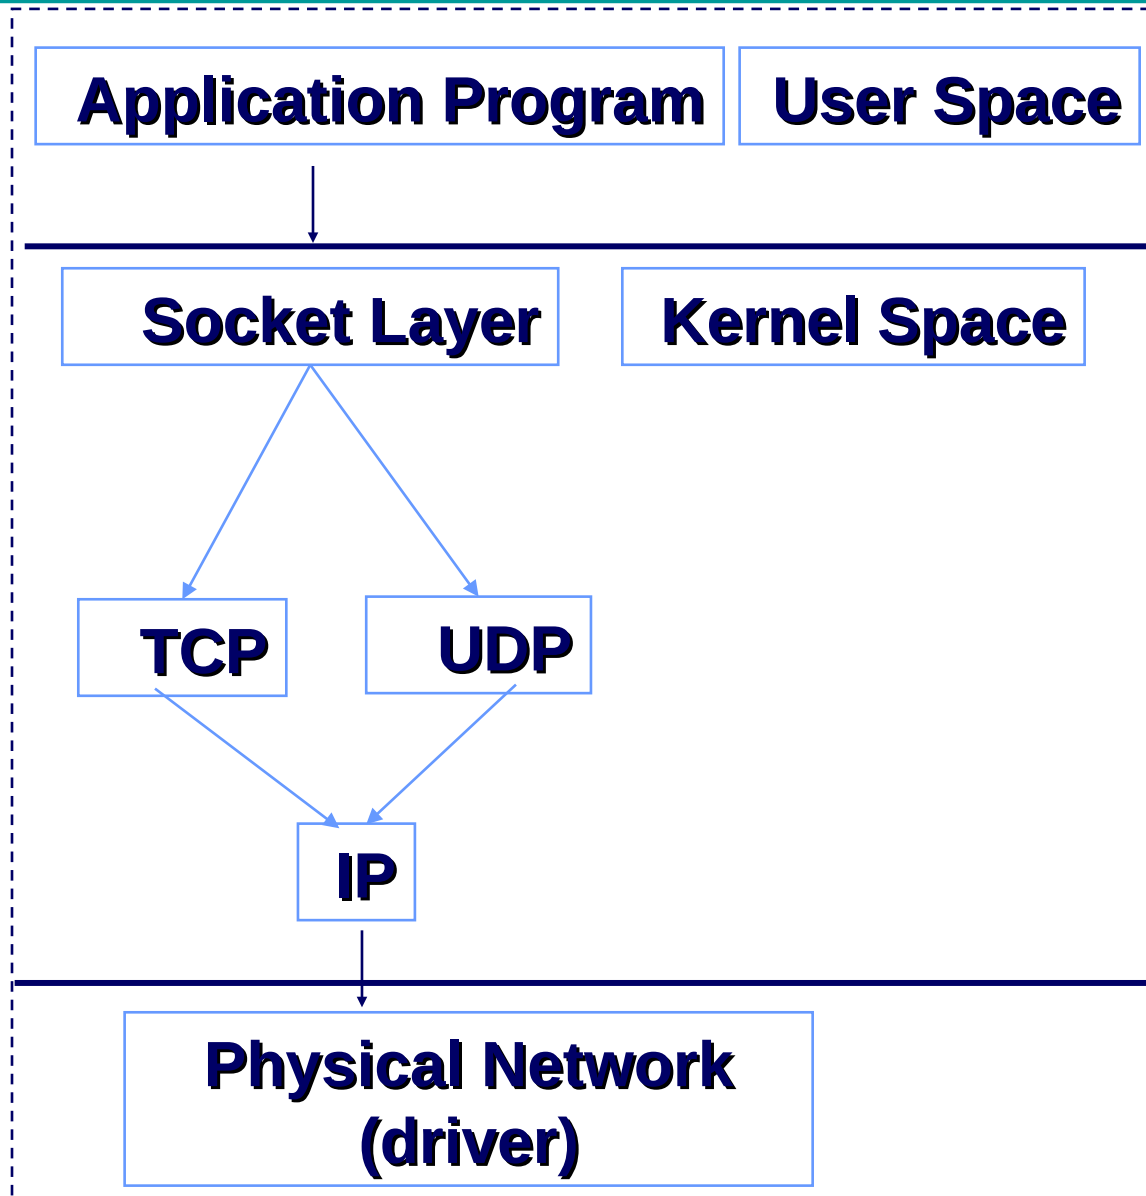 Application Program
User Space
Socket Layer
Kernel Space
TCP
UDP
IP
Physical Network
(driver)